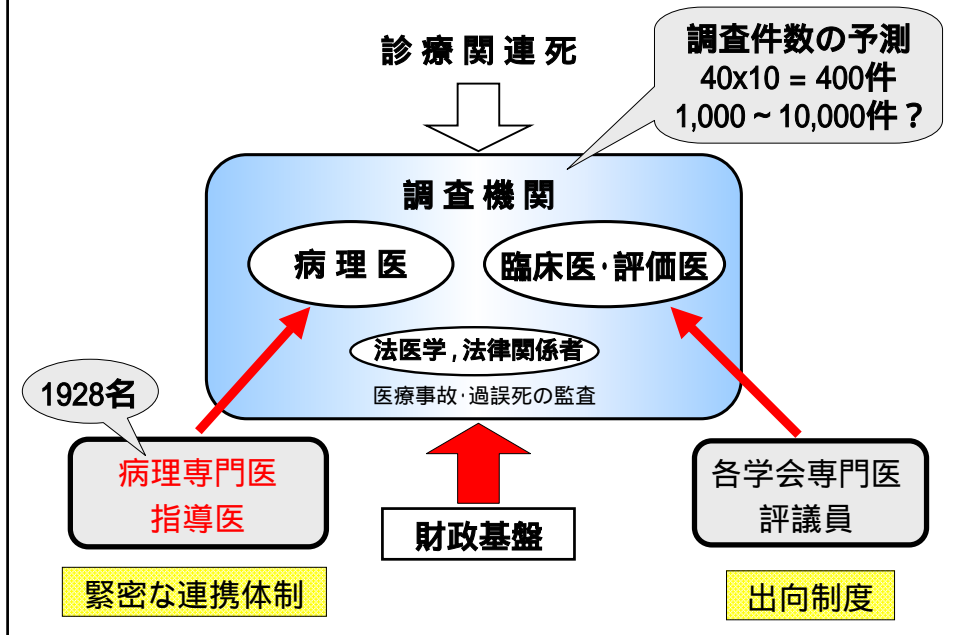 診療関連死
調査件数の予測
40x10 = 400件
1,000～10,000件？
調査機関
病理医
臨床医･評価医
法医学，法律関係者
医療事故･過誤死の監査
1928名
病理専門医
指導医
各学会専門医
評議員
財政基盤
緊密な連携体制
出向制度